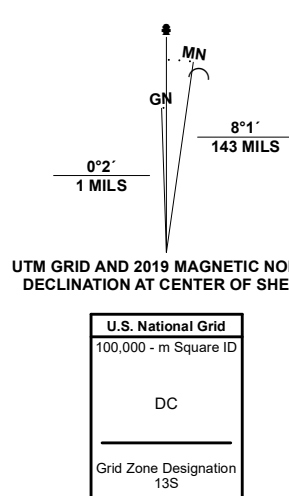 MN
GN
8°1´
143 MILS
0°2´
1 MILS
UTM GRID AND 2019 MAGNETIC NO
DECLINATION AT CENTER OF SHE
U.S. National Grid
100,000 - m Square ID
DC
Grid Zone Designation
13S